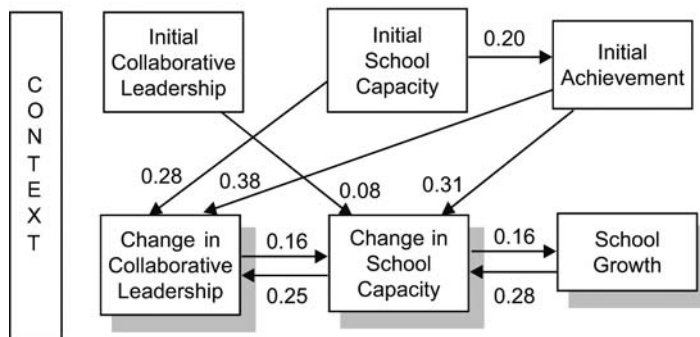 CONTEXT
Initial
Collaborative
Leadership
Initial
School
Capacity
0.20
Initial
Achievement
0.28
0.38
0.08
0.31
Change in
Collaborative
Leadership
0.16
0.25
Change in
School
Capacity
0.16
0.28
School
Growth